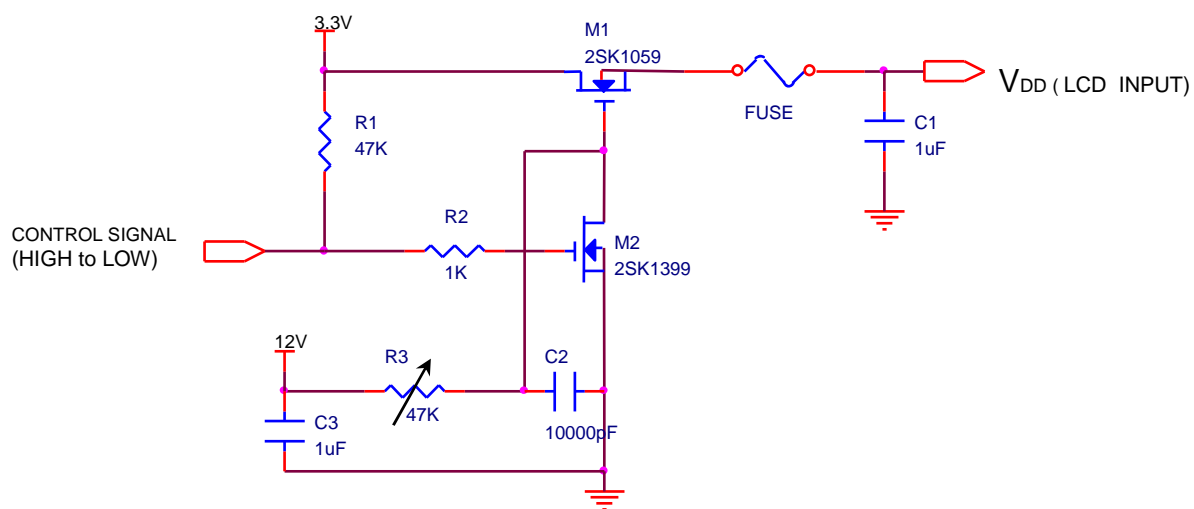 3.3V
M1
2SK1059
FUSE
VDD ( LCD INPUT)
R1
47K
C1
1uF
CONTROL SIGNAL
(HIGH to LOW)
R2
1K
M2
2SK1399
12V
R3
47K
C2
10000pF
C3
1uF